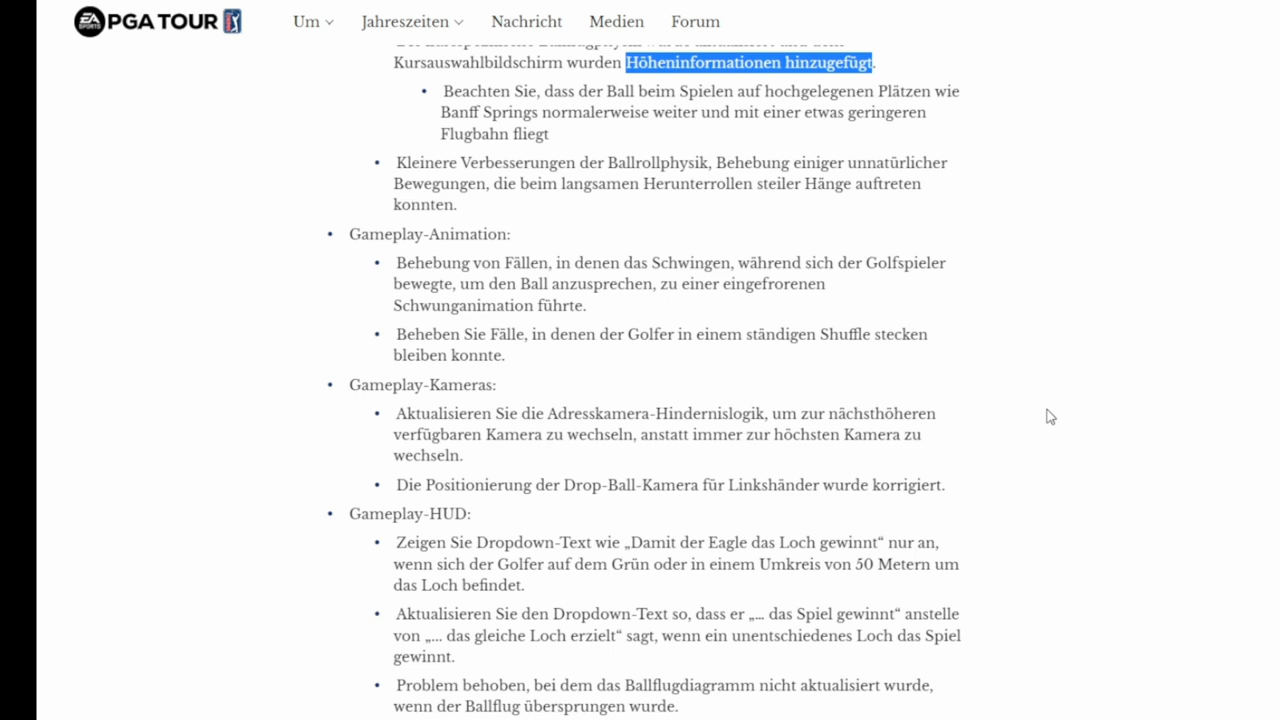 EA SPORTS PGA TOUR
Um
Jahreszeiten
Nachricht
Medien
Forum
Kursauswahlbildschirm wurden Höheninformationen hinzugefügt.
• Beachten Sie, dass der Ball beim Spielen auf hochgelegenen Plätzen wie
Banff Springs normalerweise weiter und mit einer etwas geringeren
Flugbahn fliegt
• Kleinere Verbesserungen der Ballrollphysik, Behebung einiger unnatürlicher
Bewegungen, die beim langsamen Herunterrollen steiler Hänge auftreten
konnten.
• Gameplay-Animation:
• Behebung von Fällen, in denen das Schwingen, während sich der Golfspieler
bewegte, um den Ball anzusprechen, zu einer eingefrorenen
Schwunganimation führte.
• Beheben Sie Fälle, in denen der Golfer in einem ständigen Shuffle stecken
bleiben konnte.
• Gameplay-Kameras:
• Aktualisieren Sie die Adresskamera-Hindernislogik, um zur nächsthöheren
verfügbaren Kamera zu wechseln, anstatt immer zur höchsten Kamera zu
wechseln.
• Die Positionierung der Drop-Ball-Kamera für Linkshänder wurde korrigiert.
• Gameplay-HUD:
• Zeigen Sie Dropdown-Text wie „Damit der Eagle das Loch gewinnt“ nur an,
wenn sich der Golfer auf dem Grün oder in einem Umkreis von 50 Metern um
das Loch befindet.
• Aktualisieren Sie den Dropdown-Text so, dass er „… das Spiel gewinnt“ anstelle
von „... das gleiche Loch erzielt“ sagt, wenn ein unentschiedenes Loch das Spiel
gewinnt.
• Problem behoben, bei dem das Ballflugdiagramm nicht aktualisiert wurde,
wenn der Ballflug übersprungen wurde.